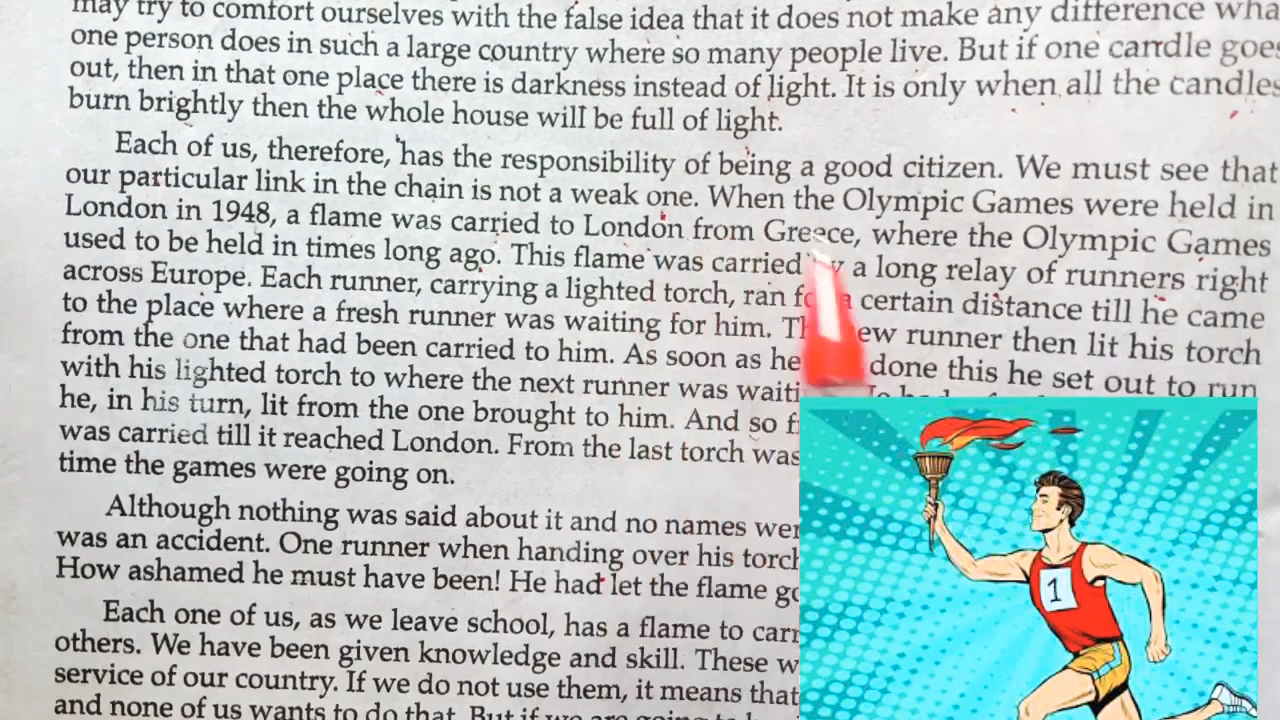 may try to comfort ourselves with the false idea that it does not make any difference
one person does in such a large country where so many people live. But if one candle goes
out, then in that one place there is darkness instead of light. It is only when all the candles
burn brightly then the whole house will be full of light.
Each of us, therefore, has the responsibility of being a good citizen. We must see that
our particular link in the chain is not a weak one. When the Olympic Games were held in
London in 1948, a flame was carried to London from Greece, where the Olympic Games
used to be held in times long ago. This flame was carried a long relay of runners right
across Europe. Each runner, carrying a lighted torch, ran a certain distance till he came
to the place where a fresh runner was waiting for him. runner then lit his torch
from the one that had been carried to him. As soon as he done this he set out to run
with his lighted torch to where the next runner was
he, in his turn, lit from the one brought to him. And so
was carried till it reached London. From the last torch was
time the games were going on.
Although nothing was said about it and no names
was an accident. One runner when handing over his torch
How ashamed he must have been! He had let the flame
Each one of us, as we leave school, has a flame to
others. We have been given knowledge and skill. These
service of our country. If we do not use them, it means that
and none of us wants to do that. But if we are going to
1